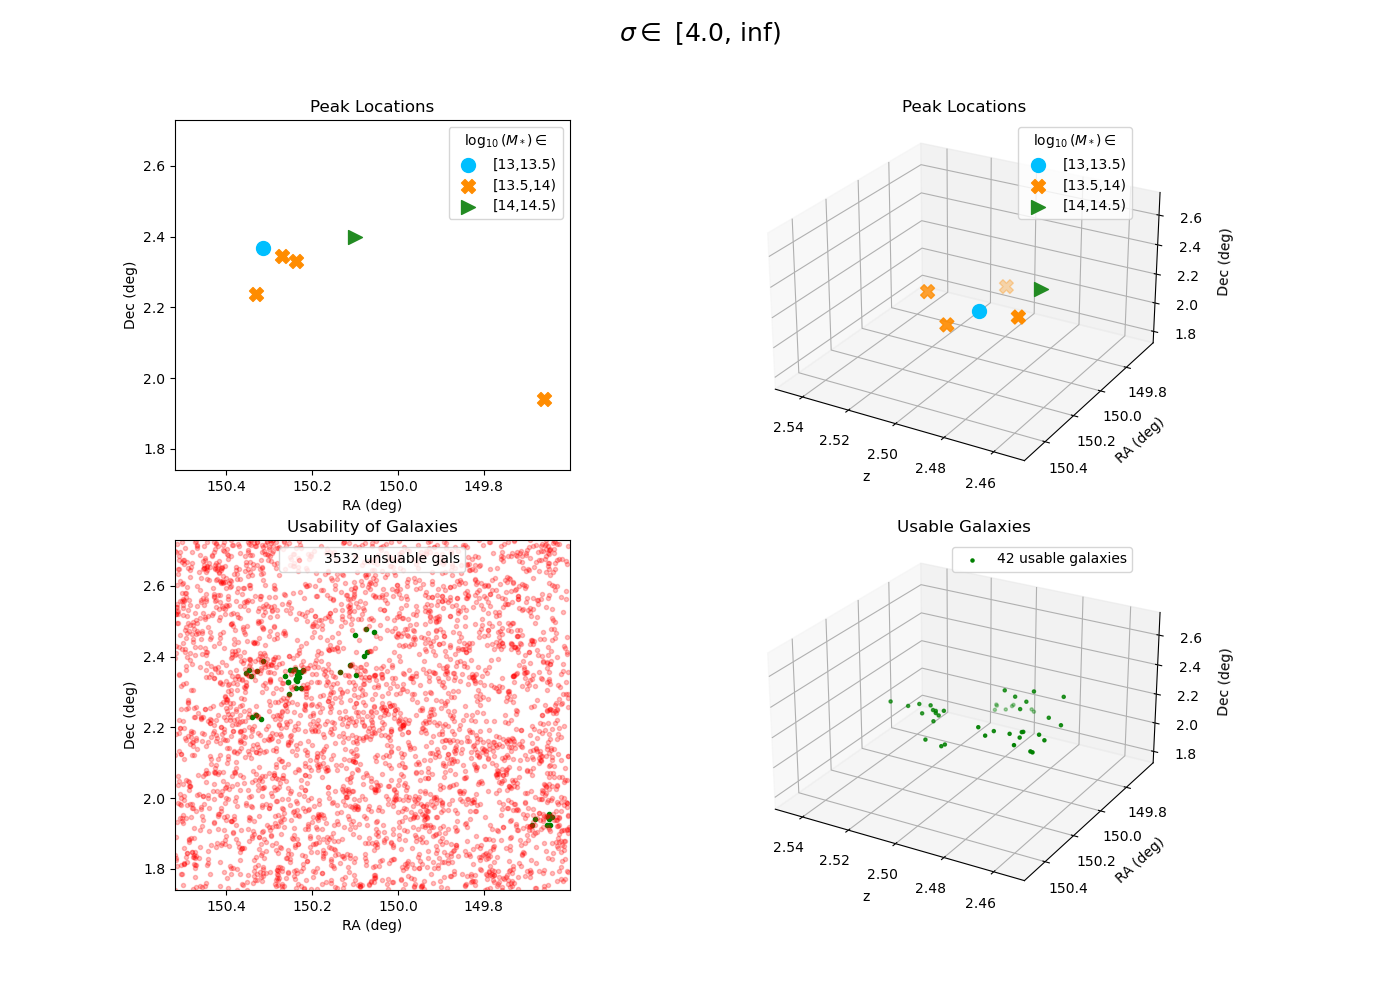 σ ∈ [4.0, inf)
Peak Locations
log₁₀(M*) ∈
[13,13.5)
[13.5,14)
[14,14.5)
2.6
2.4
2.2
2.0
1.8
Dec (deg)
150.4 150.2 150.0 149.8
RA (deg)
Peak Locations
log₁₀(M*) ∈
[13,13.5)
[13.5,14)
[14,14.5)
2.6
2.4
2.2
2.0
1.8
Dec (deg)
149.8
150.0
150.2
150.4
RA (deg)
2.54
2.52
2.50
2.48
2.46
z
Usability of Galaxies
3532 unsuable gals
2.6
2.4
2.2
2.0
1.8
Dec (deg)
150.4 150.2 150.0 149.8
RA (deg)
Usable Galaxies
42 usable galaxies
2.6
2.4
2.2
2.0
1.8
Dec (deg)
149.8
150.0
150.2
150.4
RA (deg)
2.54
2.52
2.50
2.48
2.46
z